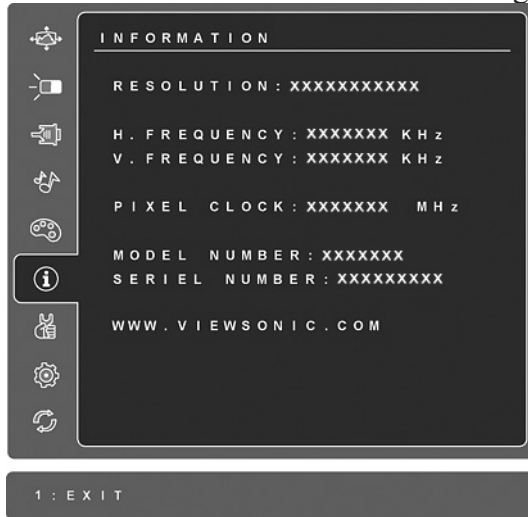 INFORMATION
RESOLUTION: XXXXXXXXXXX
H. FREQUENCY: XXXXXXX KHz
V. FREQUENCY: XXXXXXX KHz
PIXEL CLOCK: XXXXXXX MHz
MODEL NUMBER: XXXXXXX
SERIEL NUMBER: XXXXXXXXX
WWW.VIEWSONIC.COM
1: EXIT